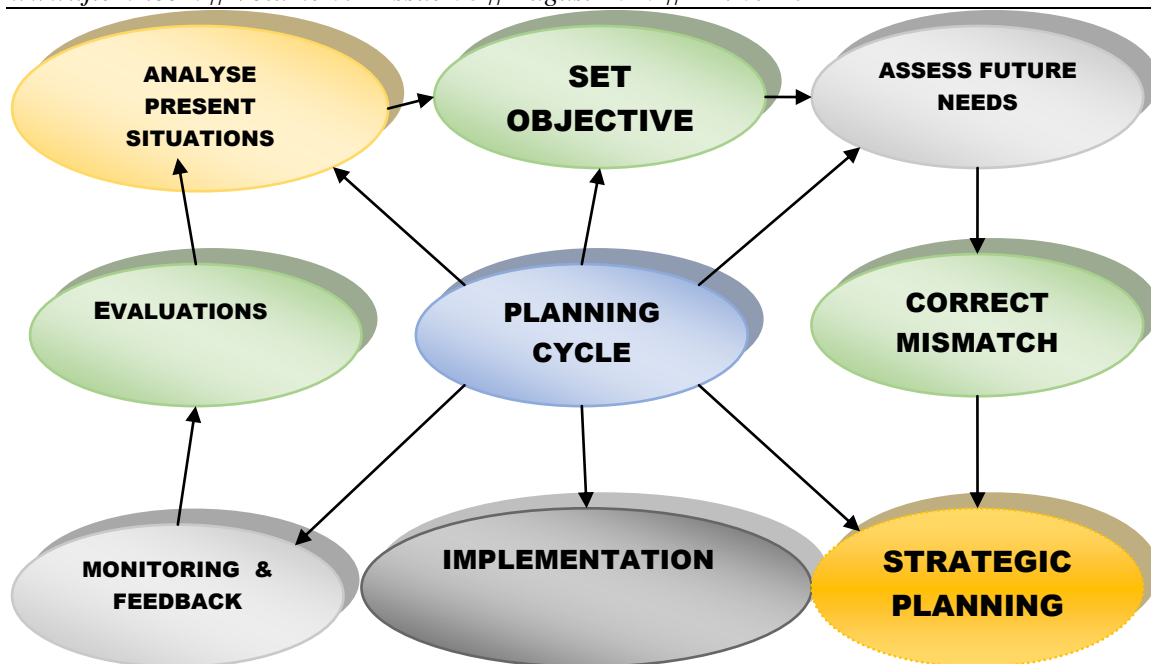 ANALYSE
PRESENT
SITUATIONS
SET
OBJECTIVE
ASSESS FUTURE
NEEDS
EVALUATIONS
PLANNING
CYCLE
CORRECT
MISMATCH
MONITORING &
FEEDBACK
IMPLEMENTATION
STRATEGIC
PLANNING